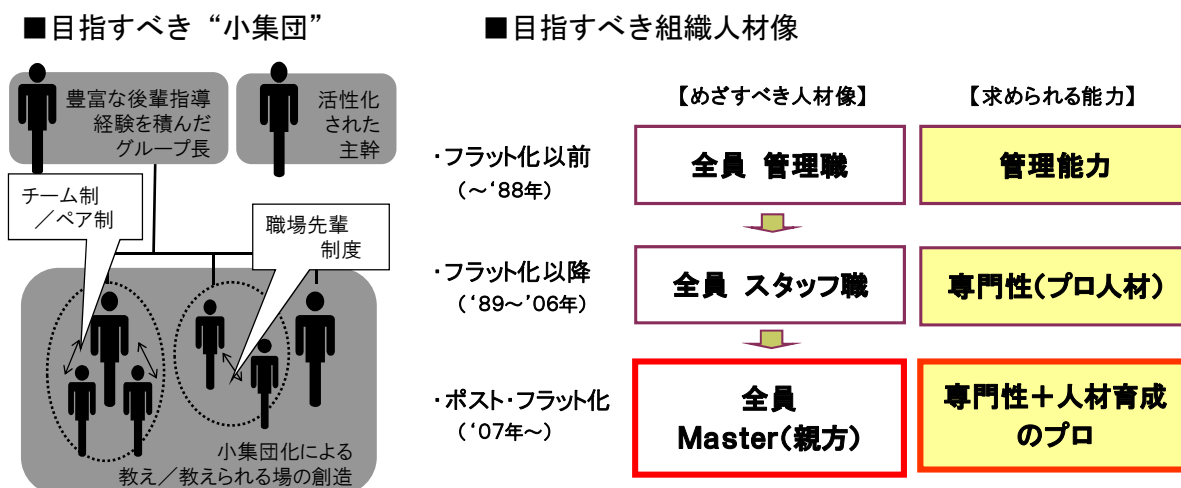 ■目指すべき“小集団”
豊富な後輩指導
経験を積んだ
グループ長
活性化
された
主幹
チーム制
／ペア制
職場先輩
制度
小集団化による
教え／教えられる場の創造
■目指すべき組織人材像
【めざすべき人材像】
【求められる能力】
・フラット化以前
（～‘88年）
全員 管理職
管理能力
・フラット化以降
（‘89～’06年）
全員 スタッフ職
専門性（プロ人材）
・ポスト・フラット化
（‘07年～）
全員
Master（親方）
専門性＋人材育成
のプロ